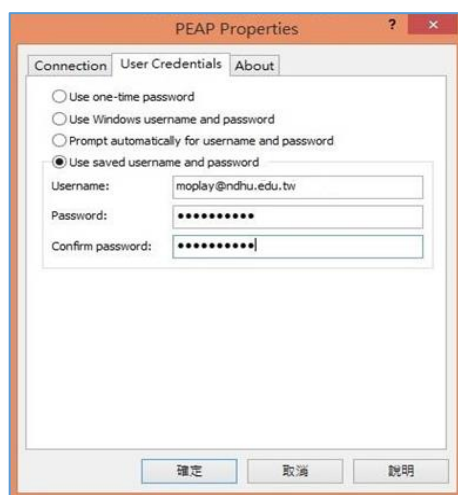 PEAP Properties ? ×
Connection User Credentials About
Use one-time password
Use Windows username and password
Prompt automatically for username and password
Use saved username and password
Username: moplay@ndhu.edu.tw
Password: ●●●●●●●●●●
Confirm password: ●●●●●●●●●●
確定 取消 說明